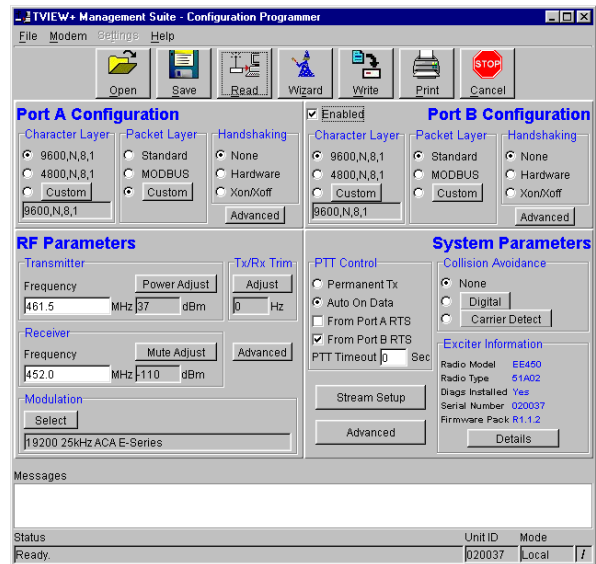 TVIEW+ Management Suite - Configuration Programmer
File Modem Settings Help
Open Save Read Wizard Write Print Cancel
STOP
Port A Configuration
Character Layer Packet Layer Handshaking
9600,N,8,1 Standard None
4800,N,8,1 MODBUS Hardware
Custom Custom Xon/Xoff
9600,N,8,1 Advanced
Enabled Port B Configuration
Character Layer Packet Layer Handshaking
9600,N,8,1 Standard None
4800,N,8,1 MODBUS Hardware
Custom Custom Xon/Xoff
9600,N,8,1 Advanced
RF Parameters
Transmitter Tx/Rx Trim
Frequency Power Adjust Adjust
461.5 MHz 37 dBm 0 Hz
Receiver
Frequency Mute Adjust Advanced
452.0 MHz -110 dBm
Modulation
Select
19200 25kHz ACA E-Series
System Parameters
PTT Control
Permanent Tx
Auto On Data
From Port A RTS
From Port B RTS
PTT Timeout 0 Sec
Stream Setup
Advanced
Collision Avoidance
None
Digital
Carrier Detect
Exciter Information
Radio Model EE450
Radio Type 51A02
Diags Installed Yes
Serial Number 020037
Firmware Pack R1.1.2
Details
Messages
Status Unit ID Mode
Ready. 020037 Local /